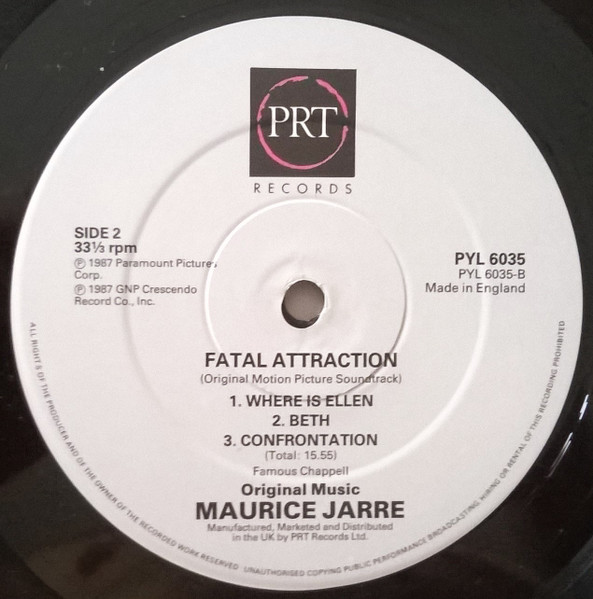 PRT
RECORDS
SIDE 2
33⅓ rpm
℗ 1987 Paramount Pictures
Corp.
℗ 1987 GNP Crescendo
Record Co., Inc.
PYL 6035
PYL 6035-B
Made in England
FATAL ATTRACTION
(Original Motion Picture Soundtrack)
1. WHERE IS ELLEN
2. BETH
3. CONFRONTATION
(Total: 15.55)
Famous Chappell
Original Music
MAURICE JARRE
Manufactured, Marketed and Distributed
in the UK by PRT Records Ltd.
ALL RIGHTS OF THE PRODUCER AND OF THE OWNER OF THE RECORDED WORK RESERVED · UNAUTHORISED COPYING PUBLIC PERFORMANCE BROADCASTING HIRING OR RENTAL OF THIS RECORDING PROHIBITED